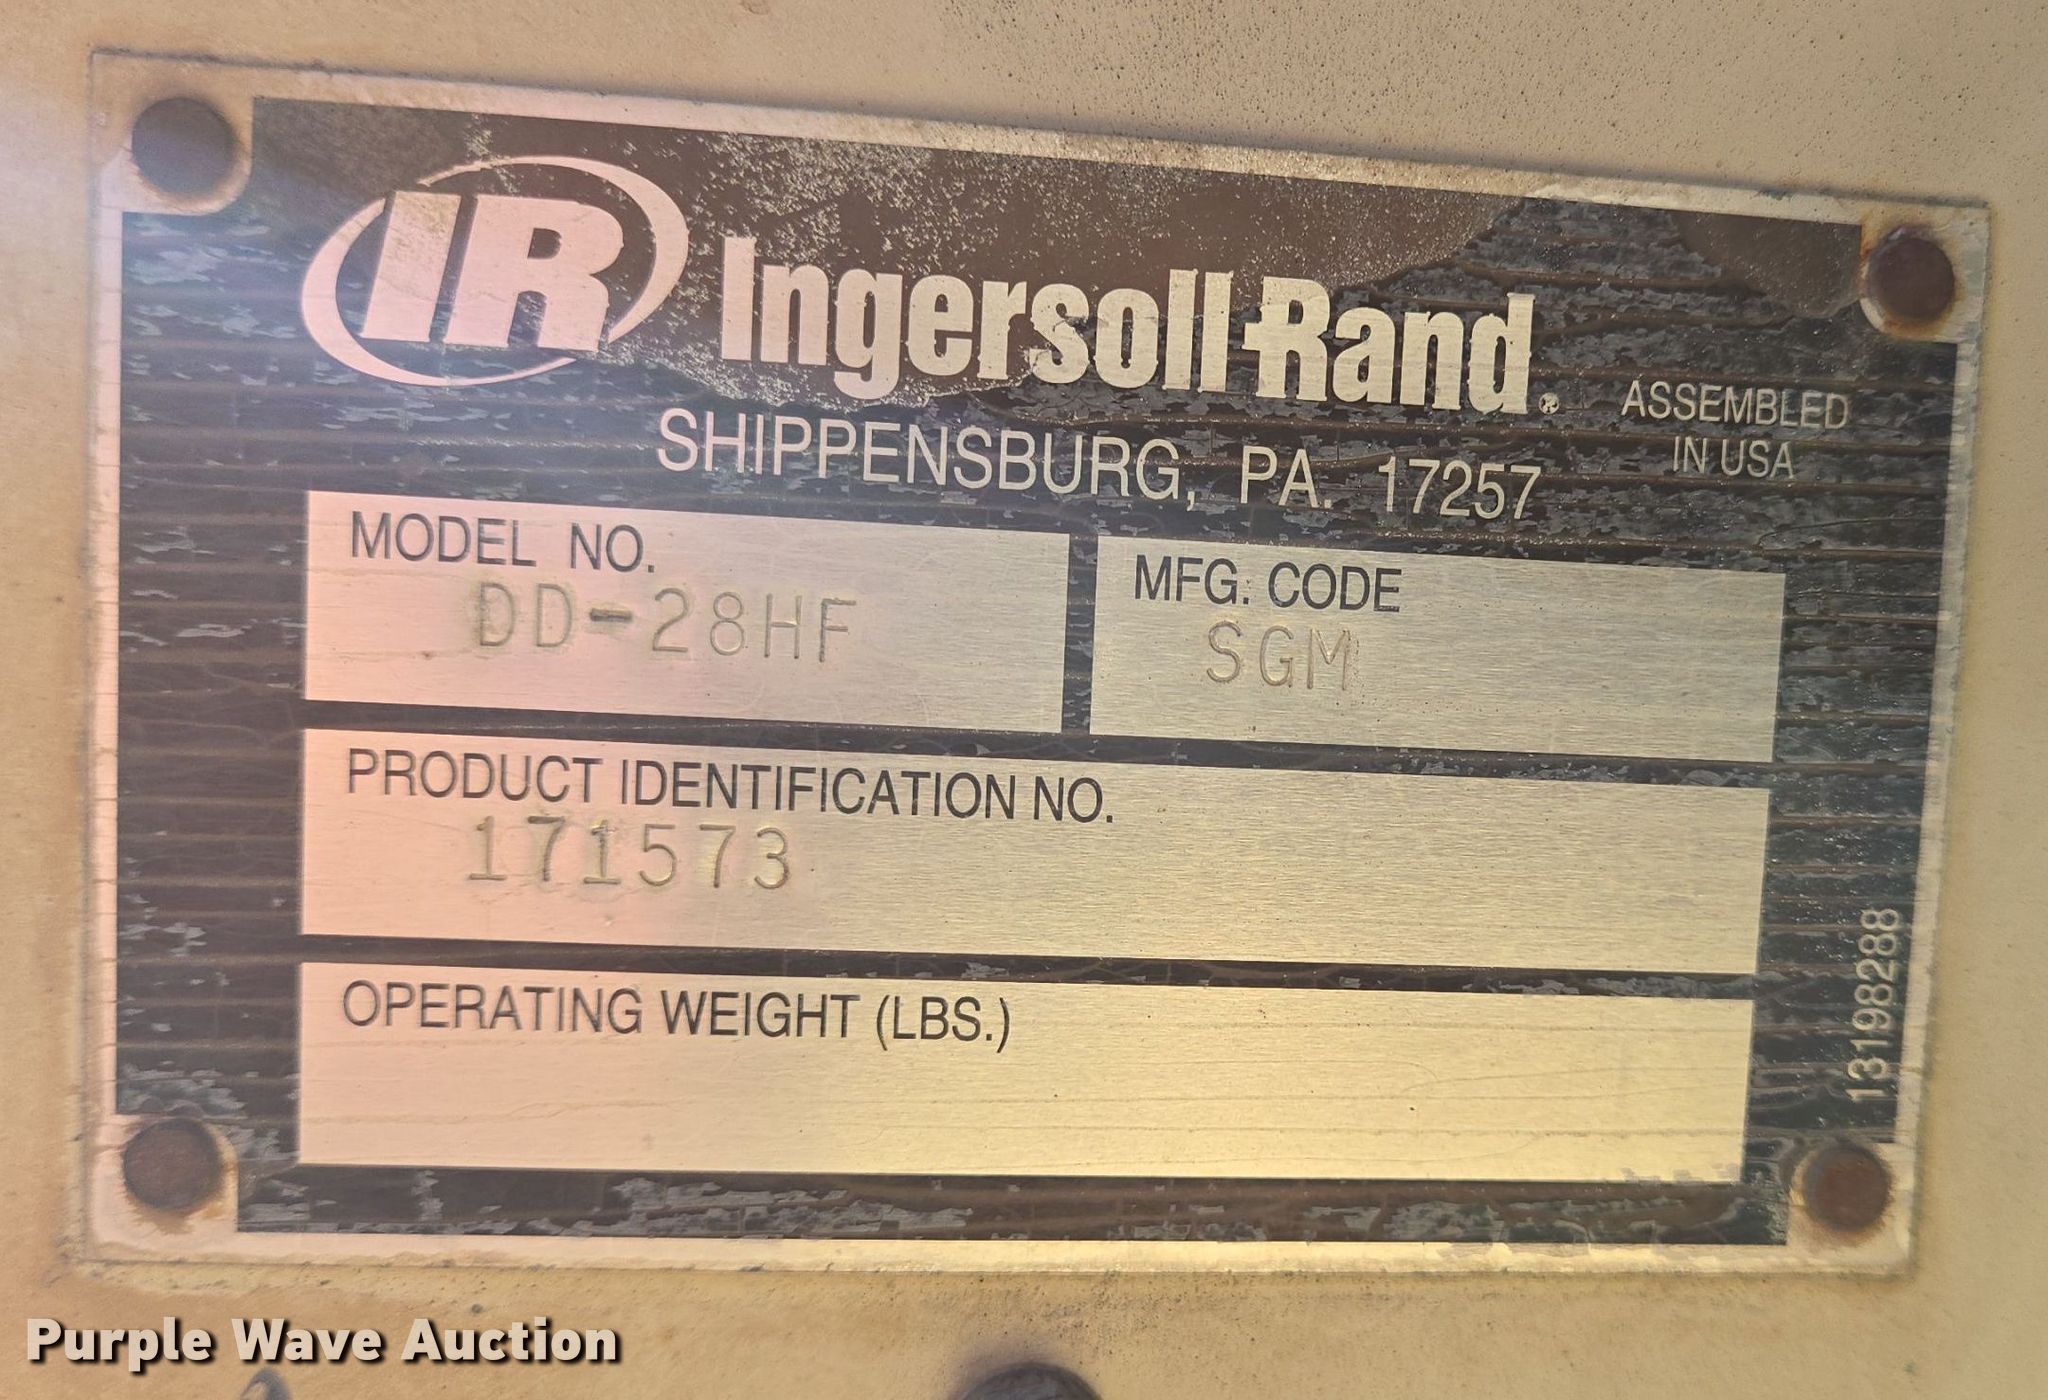 IR Ingersoll Rand®
ASSEMBLED
IN USA
SHIPPENSBURG, PA. 17257
MODEL NO.
DD-28HF
MFG. CODE
SGM
PRODUCT IDENTIFICATION NO.
171573
OPERATING WEIGHT (LBS.)
13198288
Purple Wave Auction